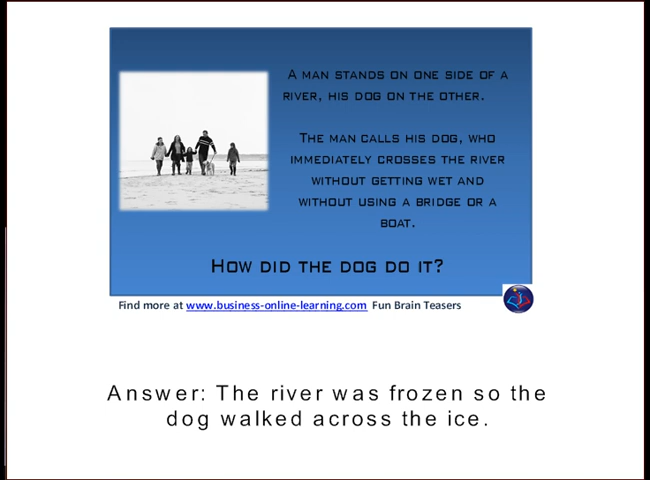 A MAN STANDS ON ONE SIDE OF A
RIVER, HIS DOG ON THE OTHER.
THE MAN CALLS HIS DOG, WHO
IMMEDIATELY CROSSES THE RIVER
WITHOUT GETTING WET AND
WITHOUT USING A BRIDGE OR A
BOAT.
HOW DID THE DOG DO IT?
Find more at www.business-online-learning.com Fun Brain Teasers
Answer: The river was frozen so the
dog walked across the ice.